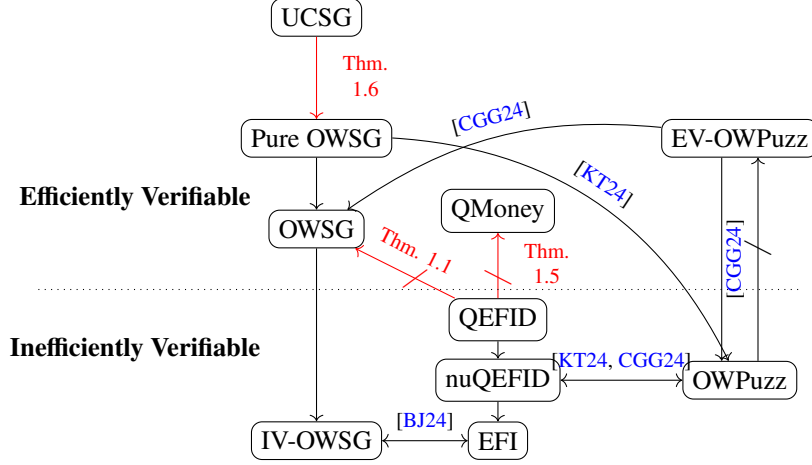 UCSG
Thm.
1.6
[CGG24]
Pure OWSG
EV-OWPuzz
[KT24]
Efficiently Verifiable
QMoney
OWSG
Thm. 1.1
Thm.
1.5
[CGG24]
QEFID
Inefficiently Verifiable
[KT24, CGG24]
nuQEFID
OWPuzz
[BJ24]
IV-OWSG
EFI